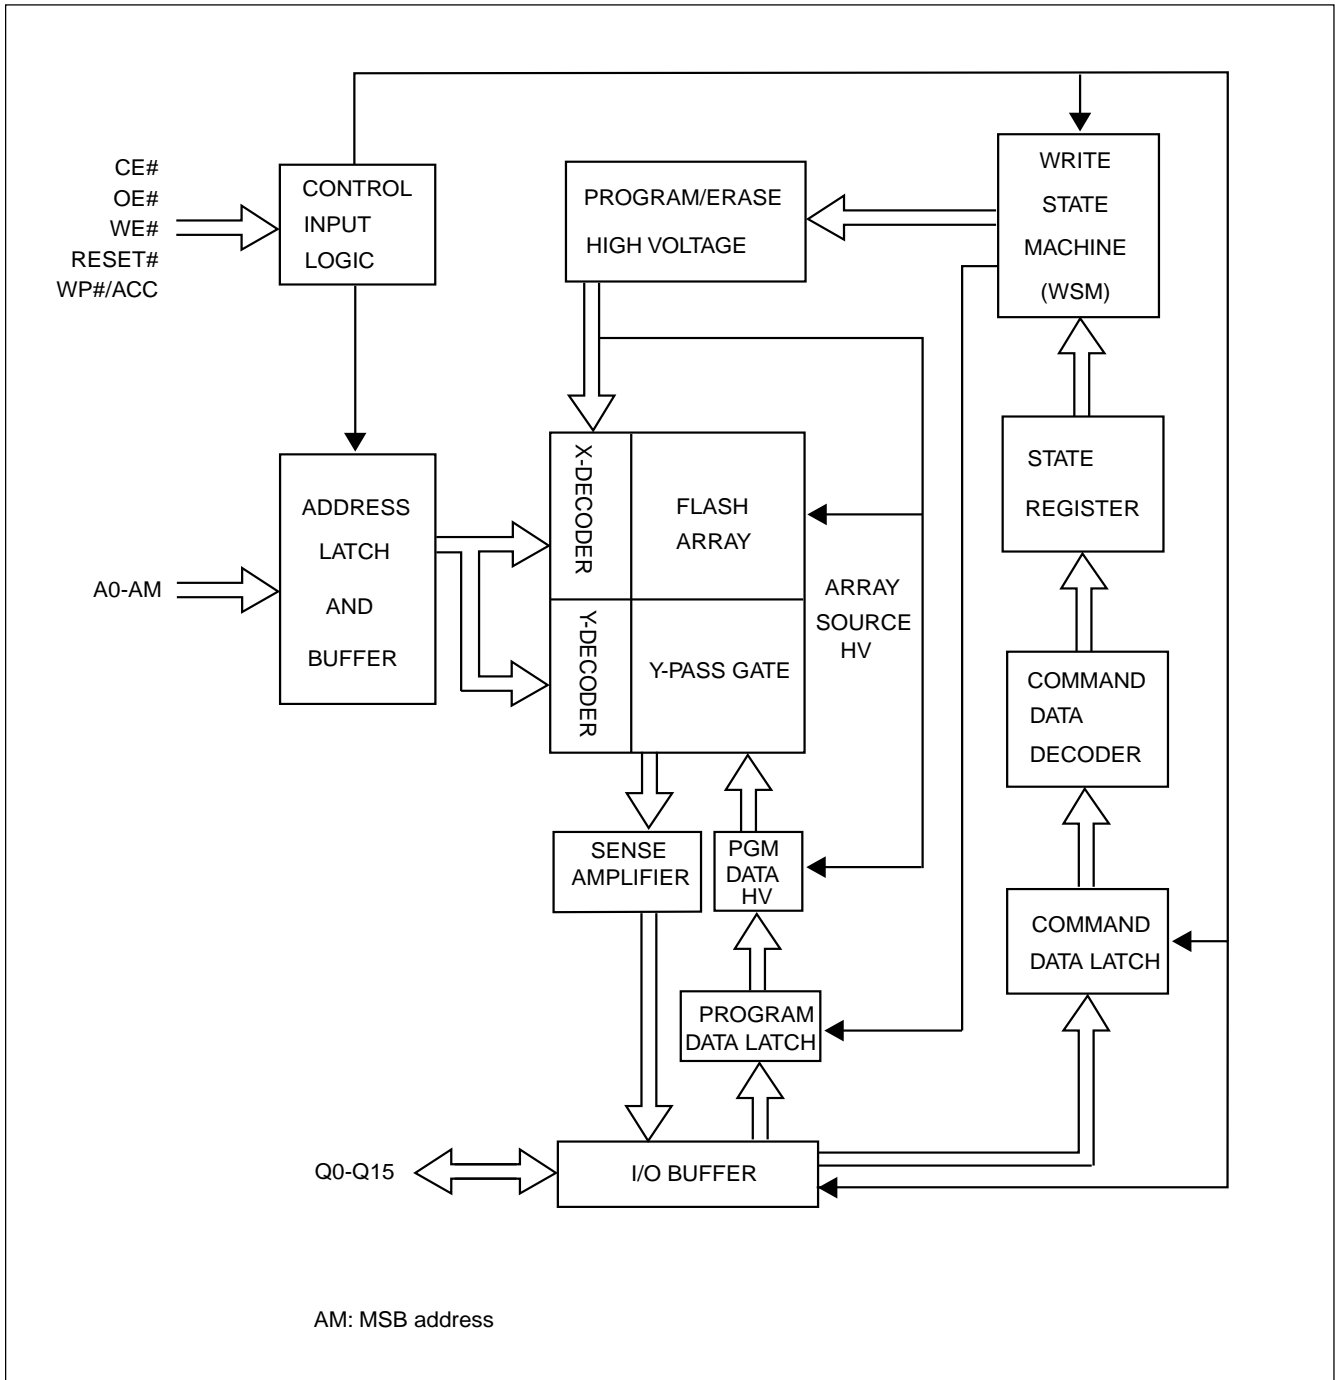 CE#
OE#
WE#
RESET#
WP#/ACC
CONTROL
INPUT
LOGIC
PROGRAM/ERASE
HIGH VOLTAGE
WRITE
STATE
MACHINE
(WSM)
A0-AM
ADDRESS
LATCH
AND
BUFFER
X-DECODER
FLASH
ARRAY
Y-DECODER
Y-PASS GATE
ARRAY
SOURCE
HV
STATE
REGISTER
COMMAND
DATA
DECODER
SENSE
AMPLIFIER
PGM
DATA
HV
COMMAND
DATA LATCH
PROGRAM
DATA LATCH
Q0-Q15
I/O BUFFER
AM: MSB address